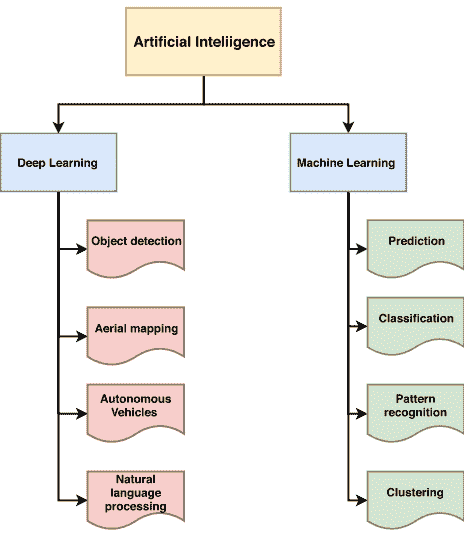 Artificial Inteliigence
Deep Learning
Machine Learning
Object detection
Prediction
Aerial mapping
Classification
Autonomous
Vehicles
Pattern
recognition
Natural
language
processing
Clustering